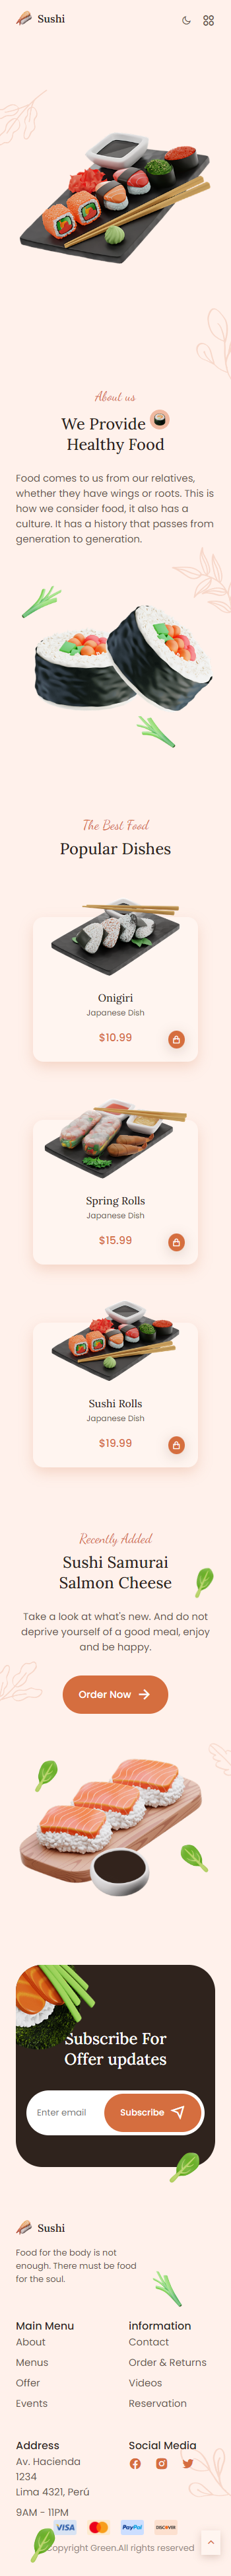 Sushi
About us
We Provide
Healthy Food
Food comes to us from our relatives,
whether they have wings or roots. This is
how we consider food, it also has a
culture. It has a history that passes from
generation to generation.
The Best Food
Popular Dishes
Onigiri
Japanese Dish
$10.99
Spring Rolls
Japanese Dish
$15.99
Sushi Rolls
Japanese Dish
$19.99
Recently Added
Sushi Samurai
Salmon Cheese
Take a look at what's new. And do not
deprive yourself of a good meal, enjoy
and be happy.
Order Now
Subscribe For
Offer updates
Enter email
Subscribe
Sushi
Food for the body is not
enough. There must be food
for the soul.
Main Menu
About
Menus
Offer
Events
information
Contact
Order & Returns
Videos
Reservation
Address
Av. Hacienda
1234
Lima 4321, Perú
9AM - 11PM
Social Media
VISA
PayPal
DISCOVER
Copyright Green.All rights reserved